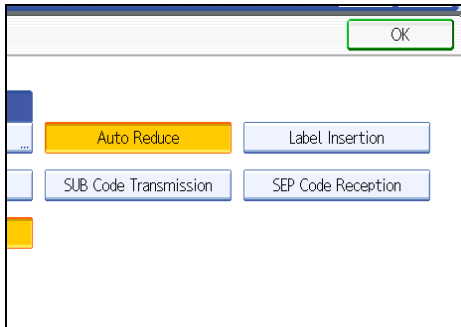 OK
... Auto Reduce Label Insertion
SUB Code Transmission SEP Code Reception